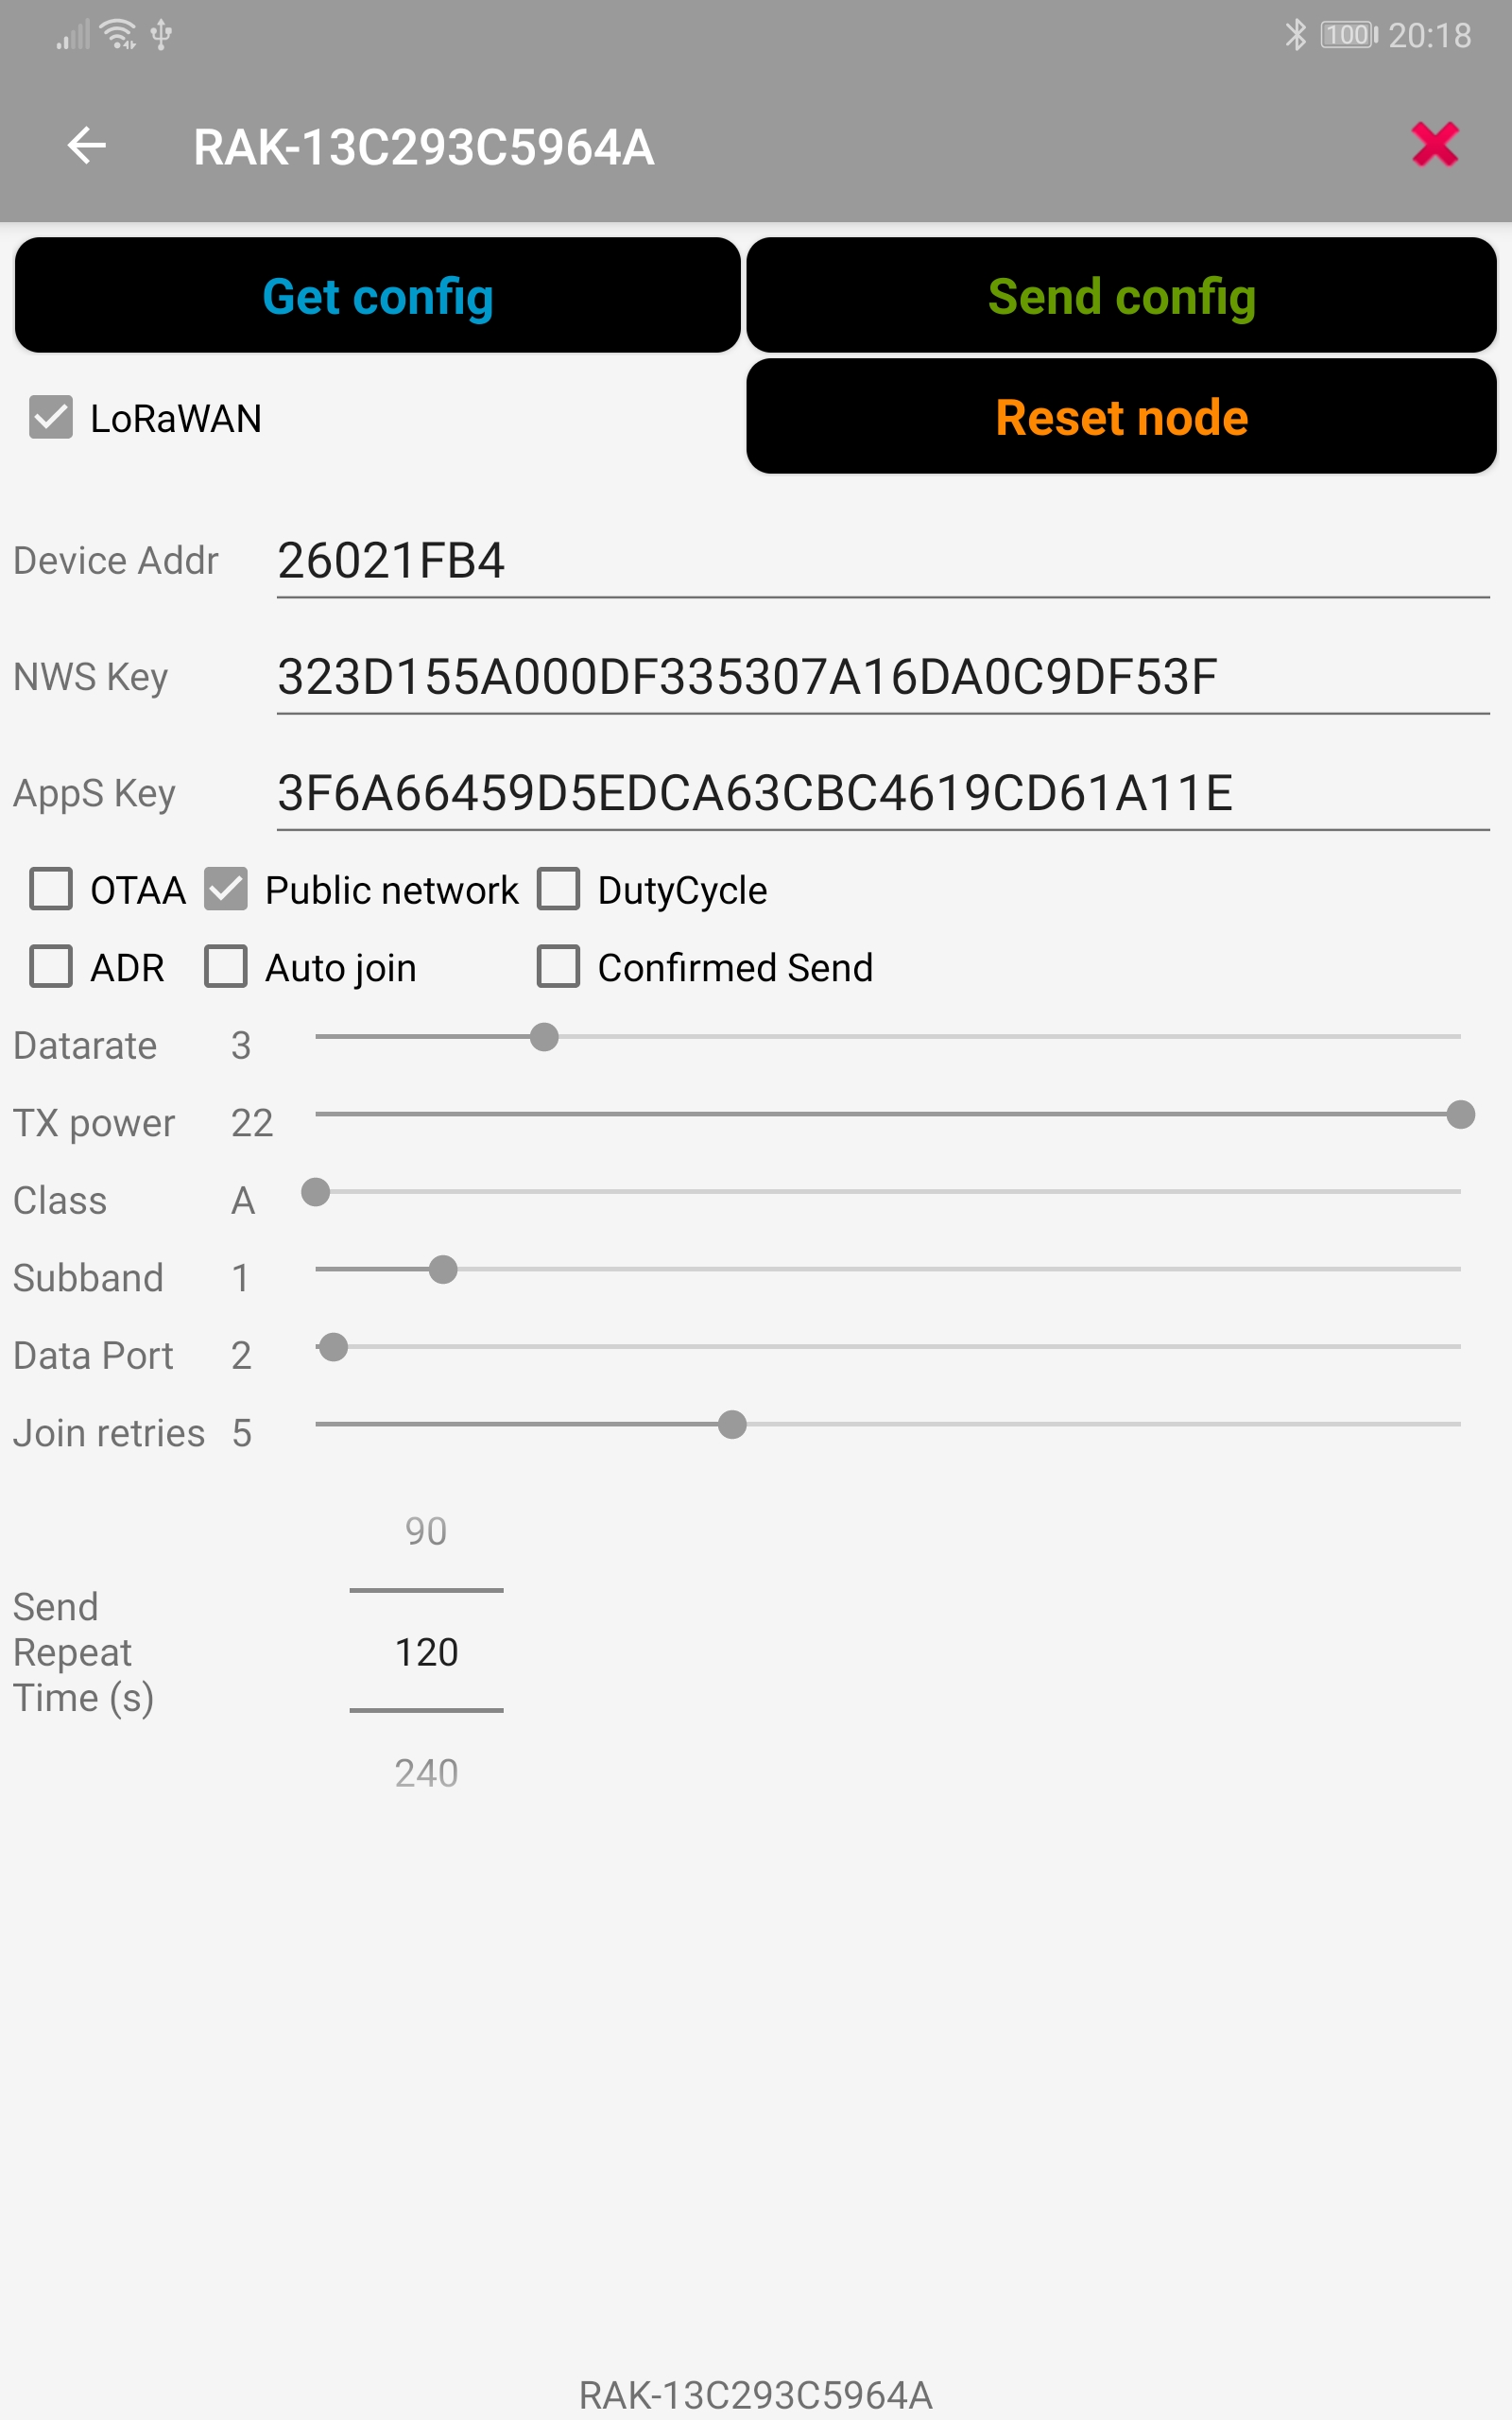 100 20:18
RAK-13C293C5964A
Get config Send config
LoRaWAN Reset node
Device Addr 26021FB4
NWS Key 323D155A000DF335307A16DA0C9DF53F
AppS Key 3F6A66459D5EDCA63CBC4619CD61A11E
OTAA Public network DutyCycle
ADR Auto join Confirmed Send
Datarate 3
TX power 22
Class A
Subband 1
Data Port 2
Join retries 5
90
Send
Repeat 120
Time (s)
240
RAK-13C293C5964A